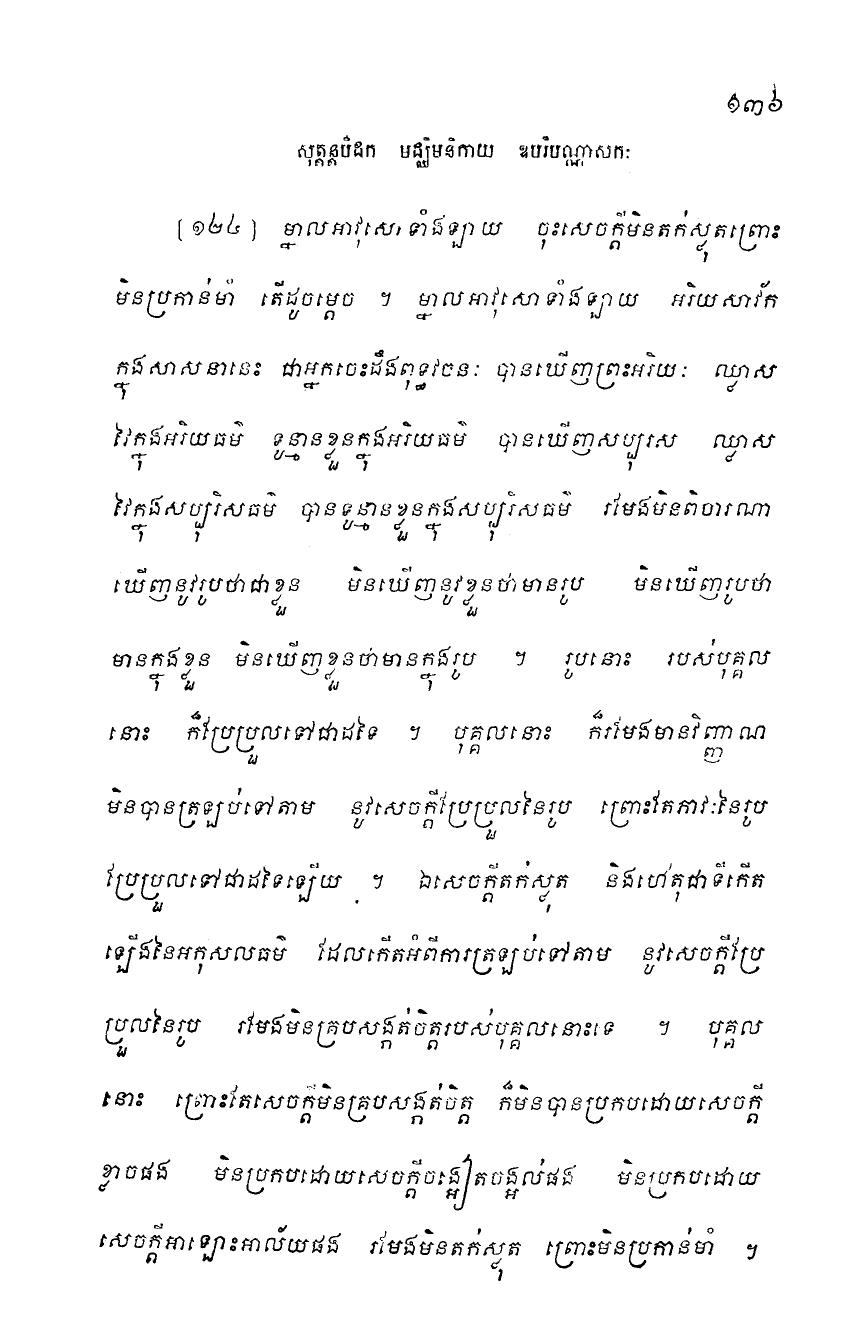 ១៣៦
សុត្តន្តបិដក មជ្ឈិមនិកាយ ឧបរិបណ្ណាសកៈ
[១២៤] ម្នាលអាវុសោទាំងឡាយ ចុះសេចក្តីមិនតក់ស្លុតព្រោះ
មិនប្រកាន់មាំ តើដូចម្តេច ។ ម្នាលអាវុសោទាំងឡាយ អរិយសាវ័ក
ក្នុងសាសនានេះ ជាអ្នកចេះដឹងពុទ្ធវចនៈ បានឃើញព្រះអរិយៈ ឈ្លាស
វៃក្នុងអរិយធម៌ ទូន្មានខ្លួនក្នុងអរិយធម៌ បានឃើញសប្បុរស ឈ្លាស
វៃក្នុងសប្បុរិសធម៌ បានទូន្មានខ្លួនក្នុងសប្បុរិសធម៌ រមែងមិនពិចារណា
ឃើញនូវរូបថាជាខ្លួន មិនឃើញនូវខ្លួនថាមានរូប មិនឃើញរូបថា
មានក្នុងខ្លួន មិនឃើញខ្លួនថាមានក្នុងរូប ។ រូបនោះ របស់បុគ្គល
នោះ ក៏ប្រែប្រួលទៅជាដទៃ ។ បុគ្គលនោះ ក៏រមែងមានវិញ្ញាណ
មិនបានត្រឡប់ទៅតាម នូវសេចក្តីប្រែប្រួលនៃរូប ព្រោះតែភាវៈនៃរូប
ប្រែប្រួលទៅជាដទៃឡើយ ។ ឯសេចក្តីតក់ស្លុត និងហេតុជាទីកើត
ឡើងនៃអកុសលធម៌ ដែលកើតអំពីការត្រឡប់ទៅតាម នូវសេចក្តីប្រែ
ប្រួលនៃរូប រមែងមិនគ្របសង្កត់ចិត្តរបស់បុគ្គលនោះទេ ។ បុគ្គល
នោះ ព្រោះតែសេចក្តីមិនគ្របសង្កត់ចិត្ត ក៏មិនបានប្រកបដោយសេចក្តី
ខ្លាចផង មិនប្រកបដោយសេចក្តីចង្អៀតចង្អល់ផង មិនប្រកបដោយ
សេចក្តីអាឡោះអាល័យផង រមែងមិនតក់ស្លុត ព្រោះមិនប្រកាន់មាំ ។